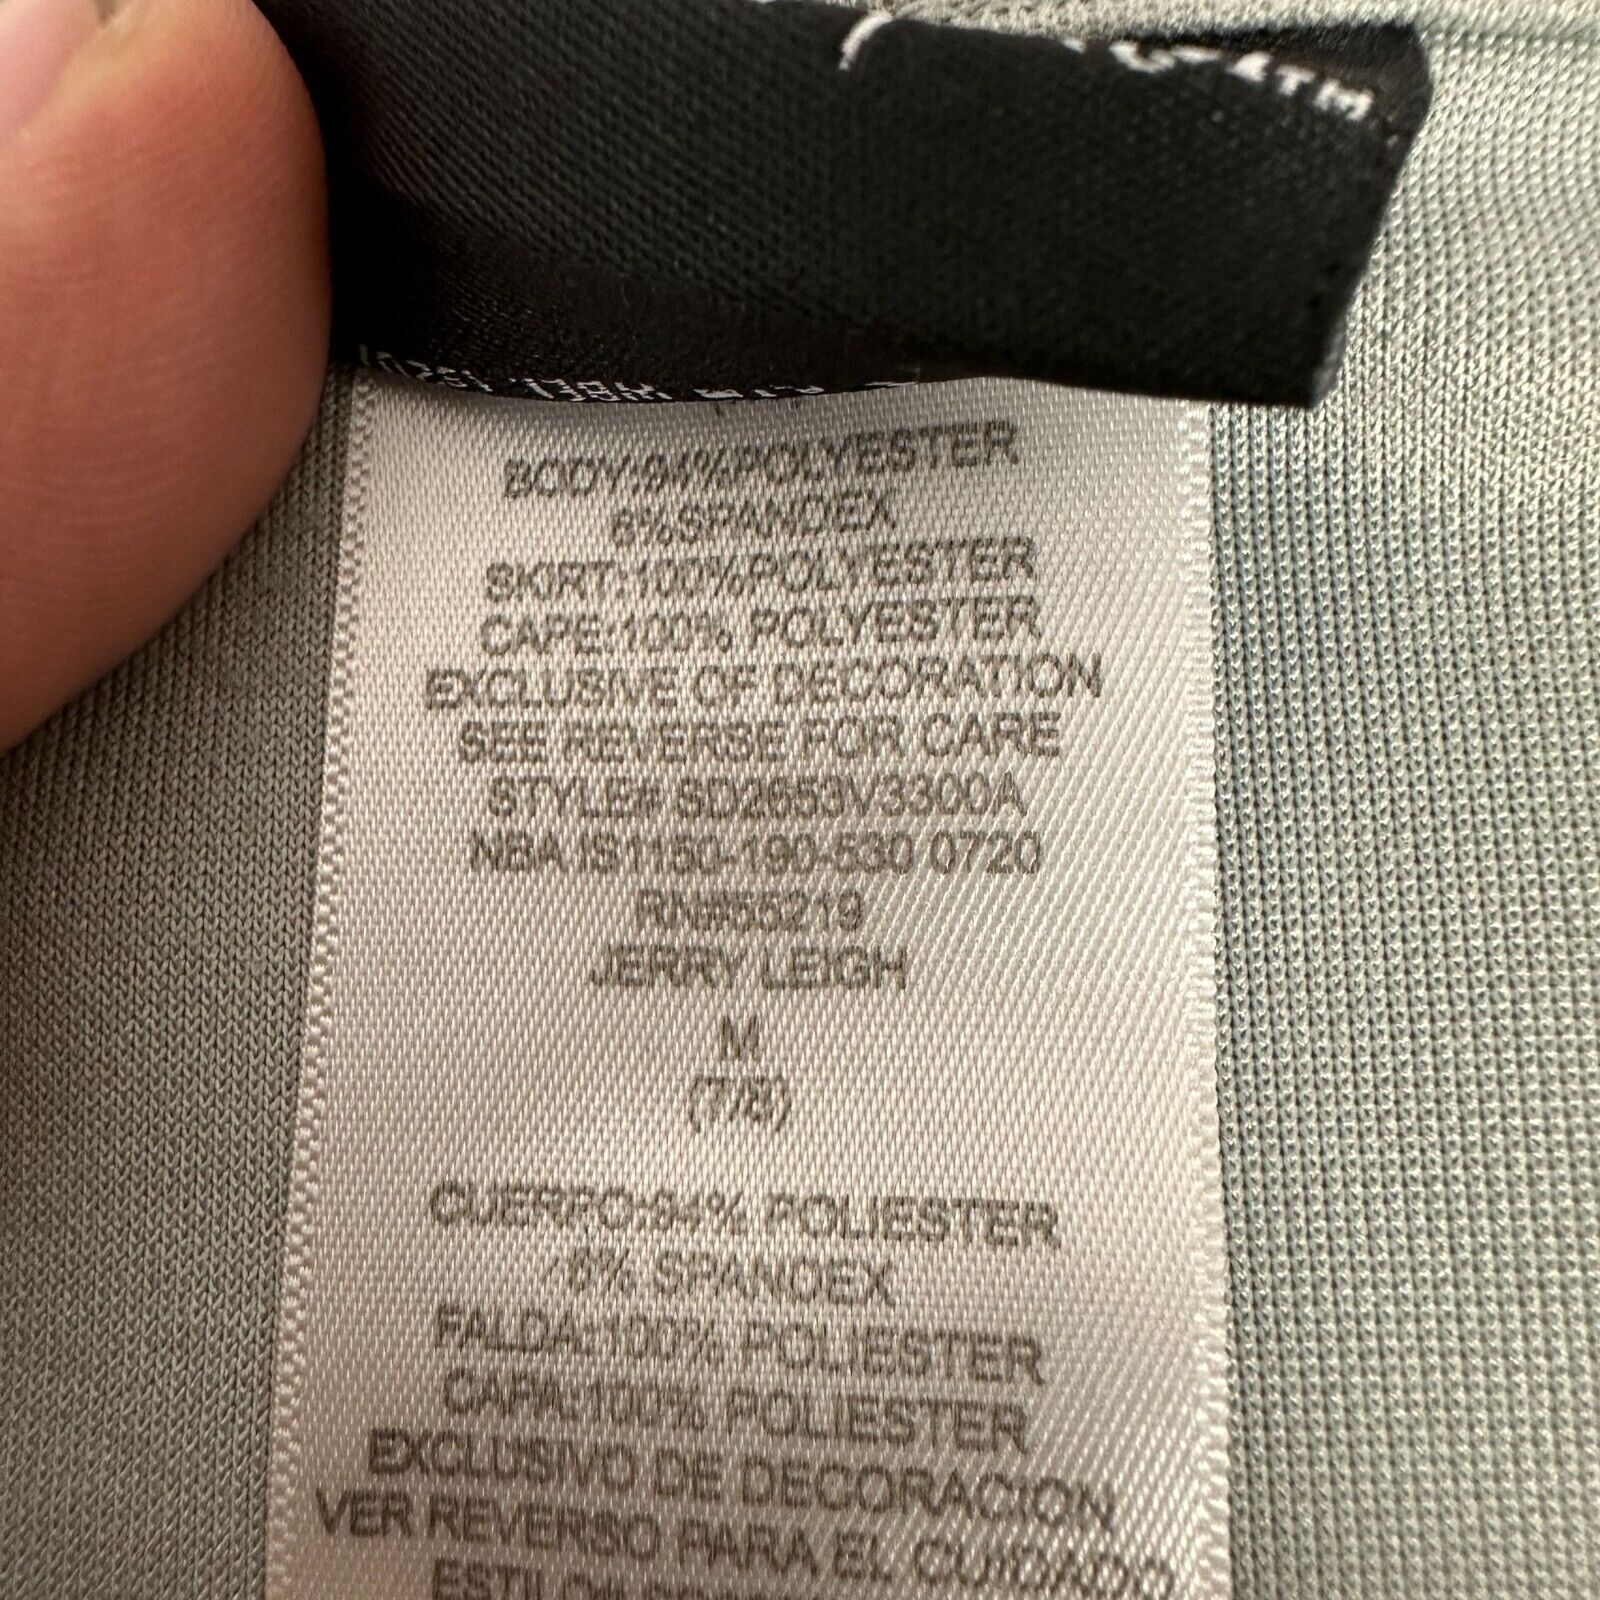 BODY:94%POLYESTER
6%SPANDEX
SKIRT:100%POLYESTER
CAPE:100% POLYESTER
EXCLUSIVE OF DECORATION
SEE REVERSE FOR CARE
STYLE# SD2653V3300A
NBA IS1150-190-530 0720
RN#55219
JERRY LEIGH
M
(7/8)
CUERPO:94% POLIESTER
6% SPANDEX
FALDA:100% POLIESTER
CAPA:100% POLIESTER
EXCLUSIVO DE DECORACION
VER REVERSO PARA EL CUIDADO